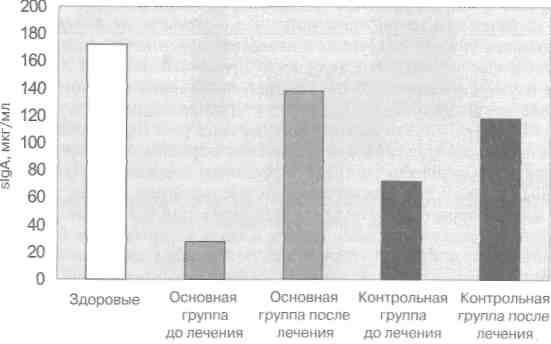 200
180
160
140
120
100
80
60
40
20
0
sIgA, мкг/мл
Здоровые
Основная
группа
до лечения
Основная
группа после
лечения
Контрольная
группа
до лечения
Контрольная
группа после
лечения